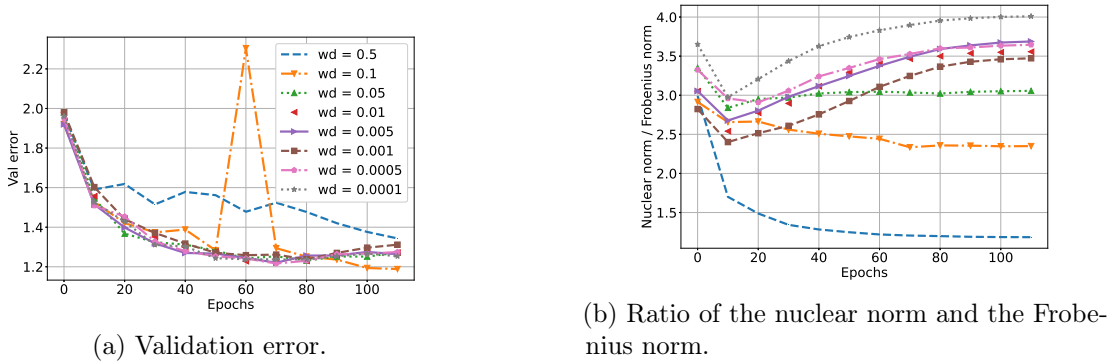 2.2
2.0
1.8
1.6
1.4
1.2
Val error
0 20 40 60 80 100
Epochs
wd = 0.5
wd = 0.1
wd = 0.05
wd = 0.01
wd = 0.005
wd = 0.001
wd = 0.0005
wd = 0.0001
(a) Validation error.
4.0
3.5
3.0
2.5
2.0
1.5
Nuclear norm / Frobenius norm
0 20 40 60 80 100
Epochs
(b) Ratio of the nuclear norm and the Frobe-
nius norm.